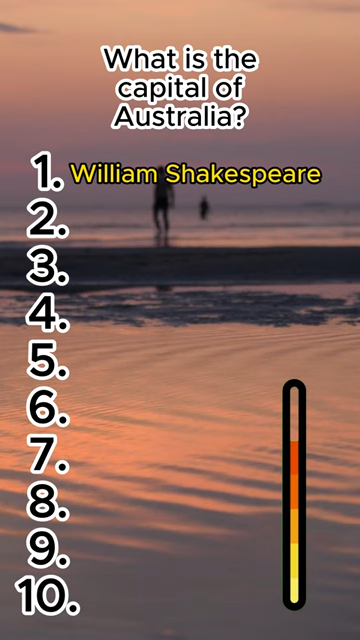 What is the
capital of
Australia?
1. William Shakespeare
2.
3.
4.
5.
6.
7.
8.
9.
10.